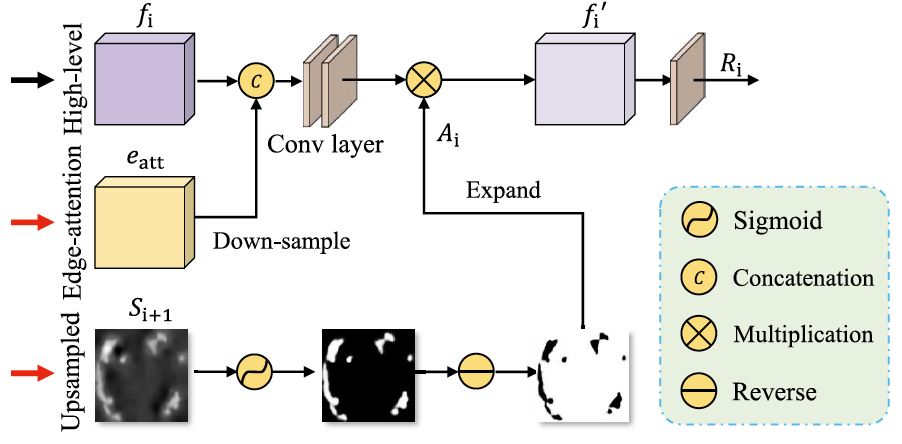 High-level
f_i
C
Conv layer
A_i
f_i′
R_i
Edge-attention
e_att
Down-sample
Expand
Upsampled
S_{i+1}
Sigmoid
C Concatenation
Multiplication
Reverse